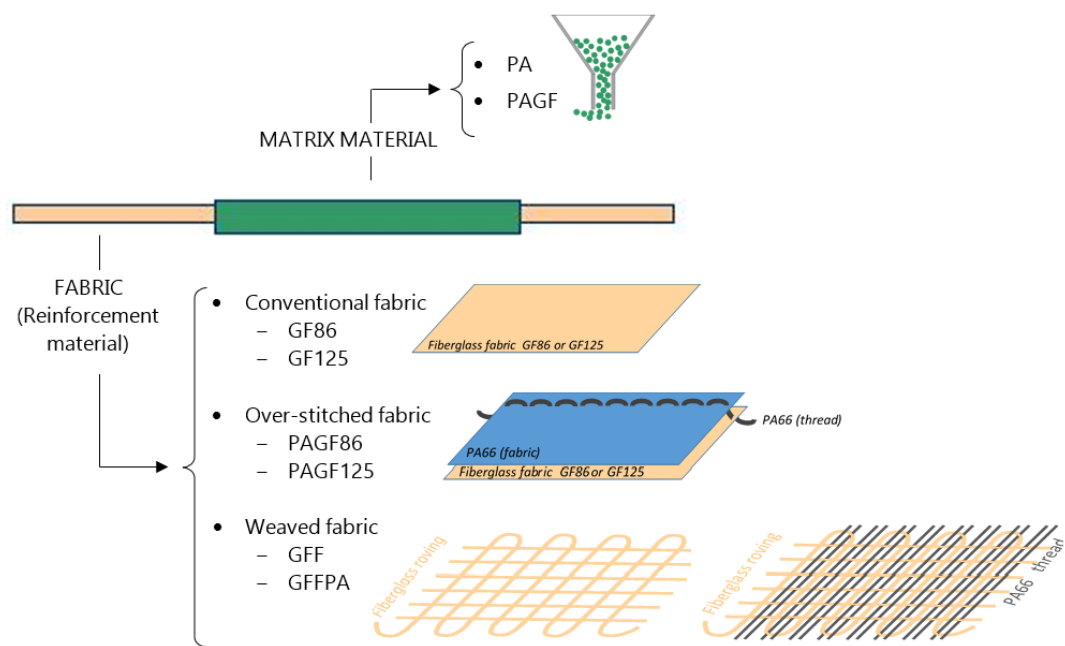 • PA
• PAGF
MATRIX MATERIAL
FABRIC
(Reinforcement
material)
• Conventional fabric
– GF86
– GF125
Fiberglass fabric GF86 or GF125
• Over-stitched fabric
– PAGF86
– PAGF125
PA66 (thread)
PA66 (fabric)
Fiberglass fabric GF86 or GF125
• Weaved fabric
– GFF
– GFFPA
Fiberglass roving
Fiberglass roving
PA66 thread